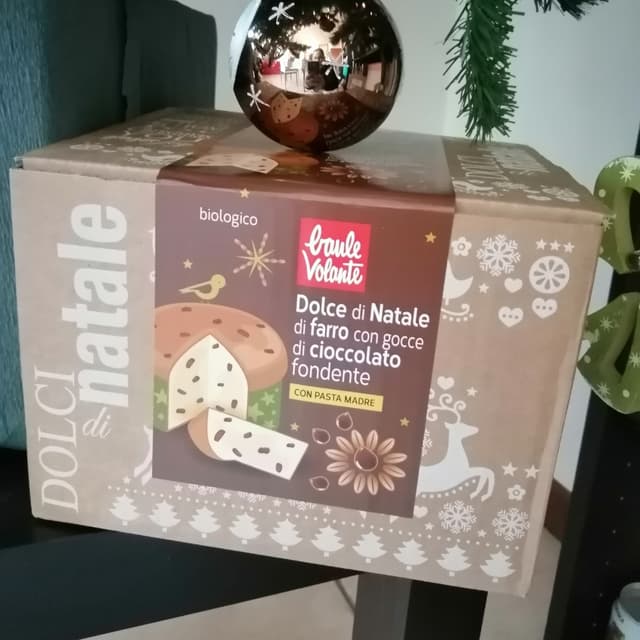 biologico
baule
Volante
Dolce di Natale
di farro con gocce
di cioccolato
fondente
CON PASTA MADRE
DOLCI
di natale